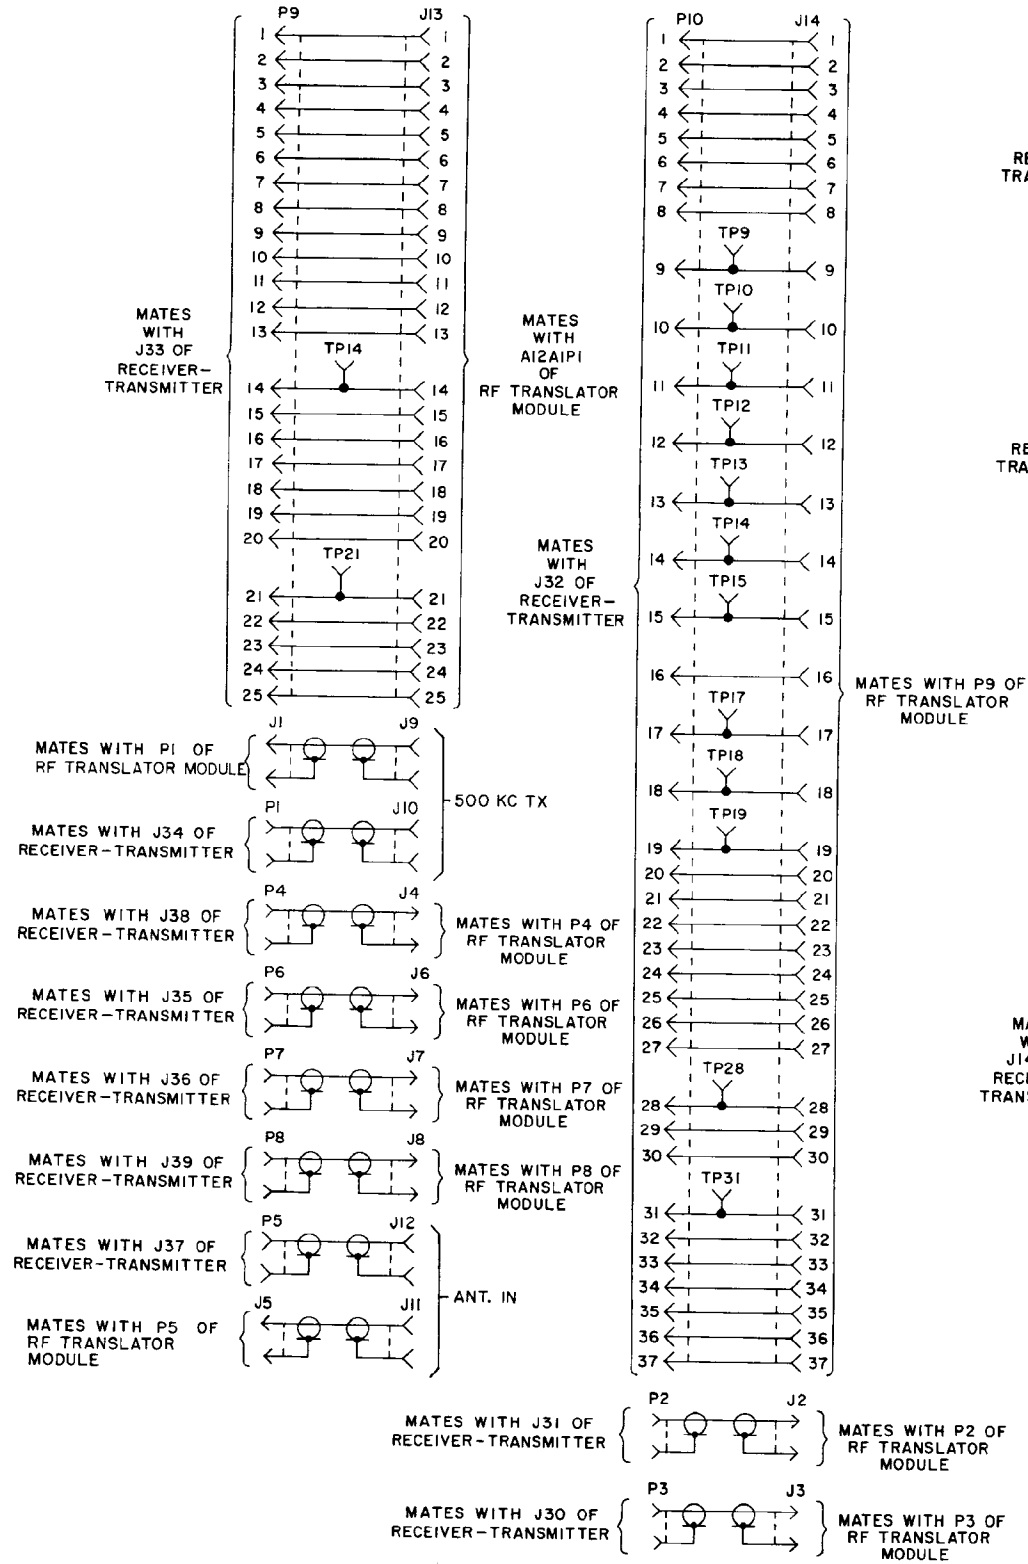 P9 J13
1 1
2 2
3 3
4 4
5 5
6 6
7 7
8 8
9 9
10 10
11 11
12 12
13 13
TP14
14 14
15 15
16 16
17 17
18 18
19 19
20 20
TP21
21 21
22 22
23 23
24 24
25 25
MATES
WITH
J33 OF
RECEIVER-
TRANSMITTER
MATES
WITH
A12A1P1
OF
RF TRANSLATOR
MODULE
J1 J9
MATES WITH P1 OF
RF TRANSLATOR MODULE
P1 J10
MATES WITH J34 OF
RECEIVER-TRANSMITTER
500 KC TX
P4 J4
MATES WITH J38 OF
RECEIVER-TRANSMITTER
MATES WITH P4 OF
RF TRANSLATOR
MODULE
P6 J6
MATES WITH J35 OF
RECEIVER-TRANSMITTER
MATES WITH P6 OF
RF TRANSLATOR
MODULE
P7 J7
MATES WITH J36 OF
RECEIVER-TRANSMITTER
MATES WITH P7 OF
RF TRANSLATOR
MODULE
P8 J8
MATES WITH J39 OF
RECEIVER-TRANSMITTER
MATES WITH P8 OF
RF TRANSLATOR
MODULE
P5 J12
MATES WITH J37 OF
RECEIVER-TRANSMITTER
J5 J11
MATES WITH P5 OF
RF TRANSLATOR
MODULE
ANT. IN
P10 J14
1 1
2 2
3 3
4 4
5 5
6 6
7 7
8 8
TP9
9 9
TP10
10 10
TP11
11 11
TP12
12 12
TP13
13 13
TP14
14 14
TP15
15 15
16 16
TP17
17 17
TP18
18 18
TP19
19 19
20 20
21 21
22 22
23 23
24 24
25 25
26 26
27 27
TP28
28 28
29 29
30 30
TP31
31 31
32 32
33 33
34 34
35 35
36 36
37 37
MATES
WITH
J32 OF
RECEIVER-
TRANSMITTER
MATES WITH P9 OF
RF TRANSLATOR
MODULE
P2 J2
MATES WITH J31 OF
RECEIVER-TRANSMITTER
MATES WITH P2 OF
RF TRANSLATOR
MODULE
P3 J3
MATES WITH J30 OF
RECEIVER-TRANSMITTER
MATES WITH P3 OF
RF TRANSLATOR
MODULE